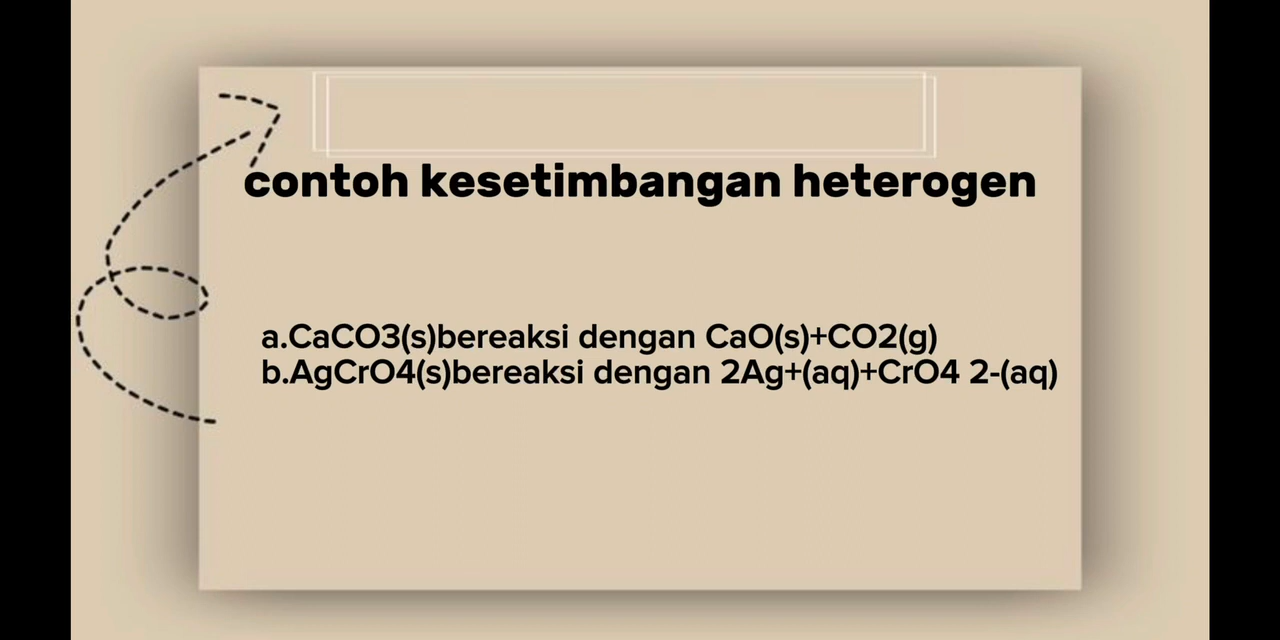 contoh kesetimbangan heterogen
a.CaCO3(s)bereaksi dengan CaO(s)+CO2(g)
b.AgCrO4(s)bereaksi dengan 2Ag+(aq)+CrO4 2-(aq)